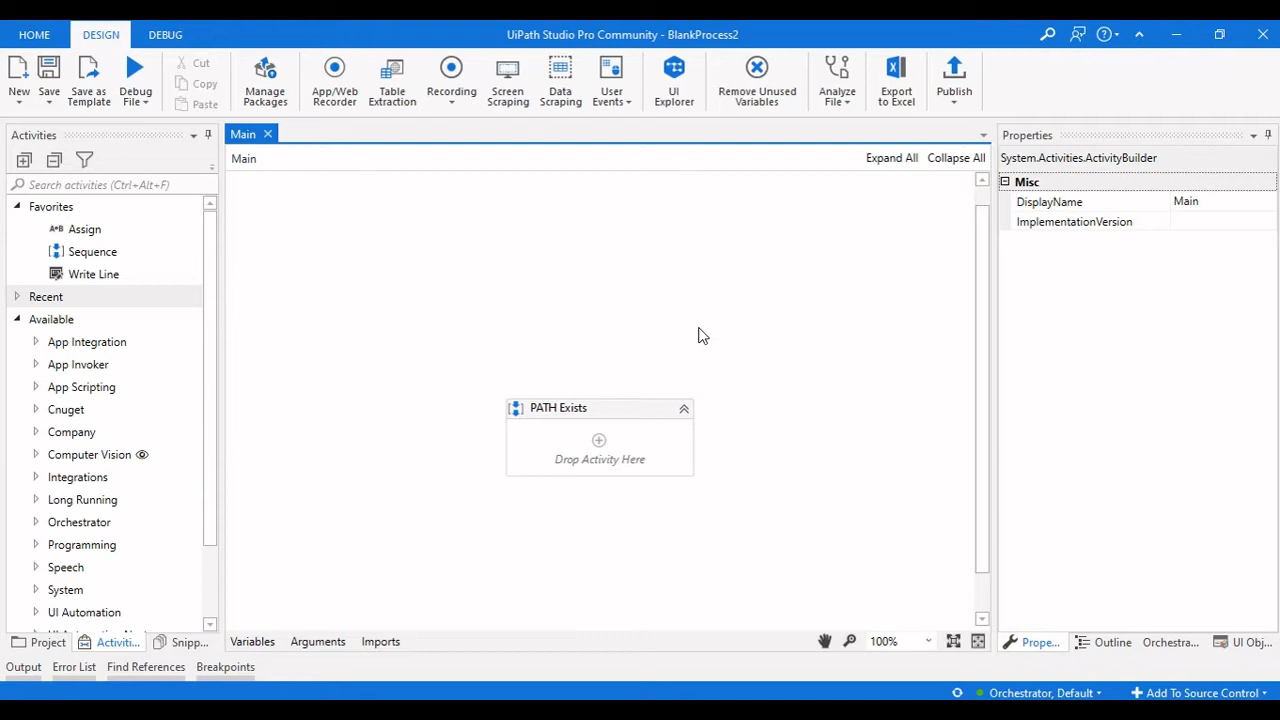 HOME
DESIGN
DEBUG
UiPath Studio Pro Community - BlankProcess2
New
Save
Save as
Template
Debug
File
Cut
Copy
Paste
Manage
Packages
App/Web
Recorder
Table
Extraction
Recording
Screen
Scraping
Data
Scraping
User
Events
UI
Explorer
Remove Unused
Variables
Analyze
File
Export
to Excel
Publish
Activities
Search activities (Ctrl+Alt+F)
Favorites
A+B Assign
Sequence
Write Line
Recent
Available
App Integration
App Invoker
App Scripting
Cnuget
Company
Computer Vision
Integrations
Long Running
Orchestrator
Programming
Speech
System
UI Automation
Project
Activiti...
Snipp...
Main
Main
Expand All
Collapse All
PATH Exists
Drop Activity Here
Variables
Arguments
Imports
100%
Properties
System.Activities.ActivityBuilder
Misc
DisplayName
Main
ImplementationVersion
Prope...
Outline
Orchestra...
UI Obj...
Output
Error List
Find References
Breakpoints
Orchestrator, Default
Add To Source Control